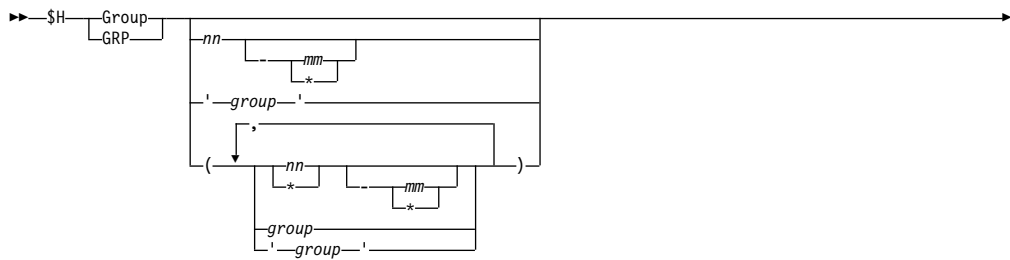 $H Group
GRP
nn
- mm
*
' group '
,
( nn )
* - mm
*
group
' group '